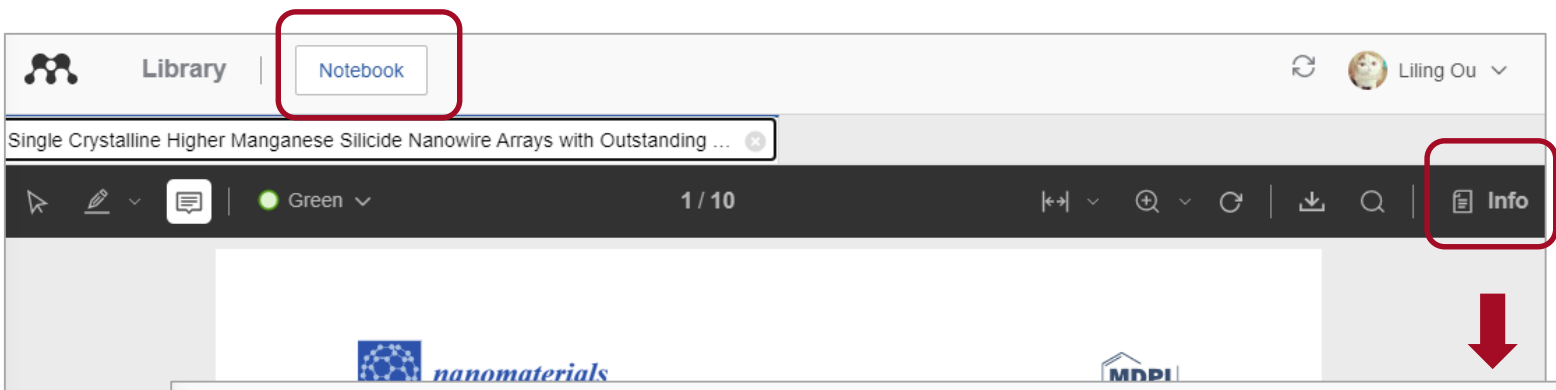 Library
Notebook
Liling Ou
Single Crystalline Higher Manganese Silicide Nanowire Arrays with Outstanding ...
Green
1 / 10
Info
nanomaterials
MDPI